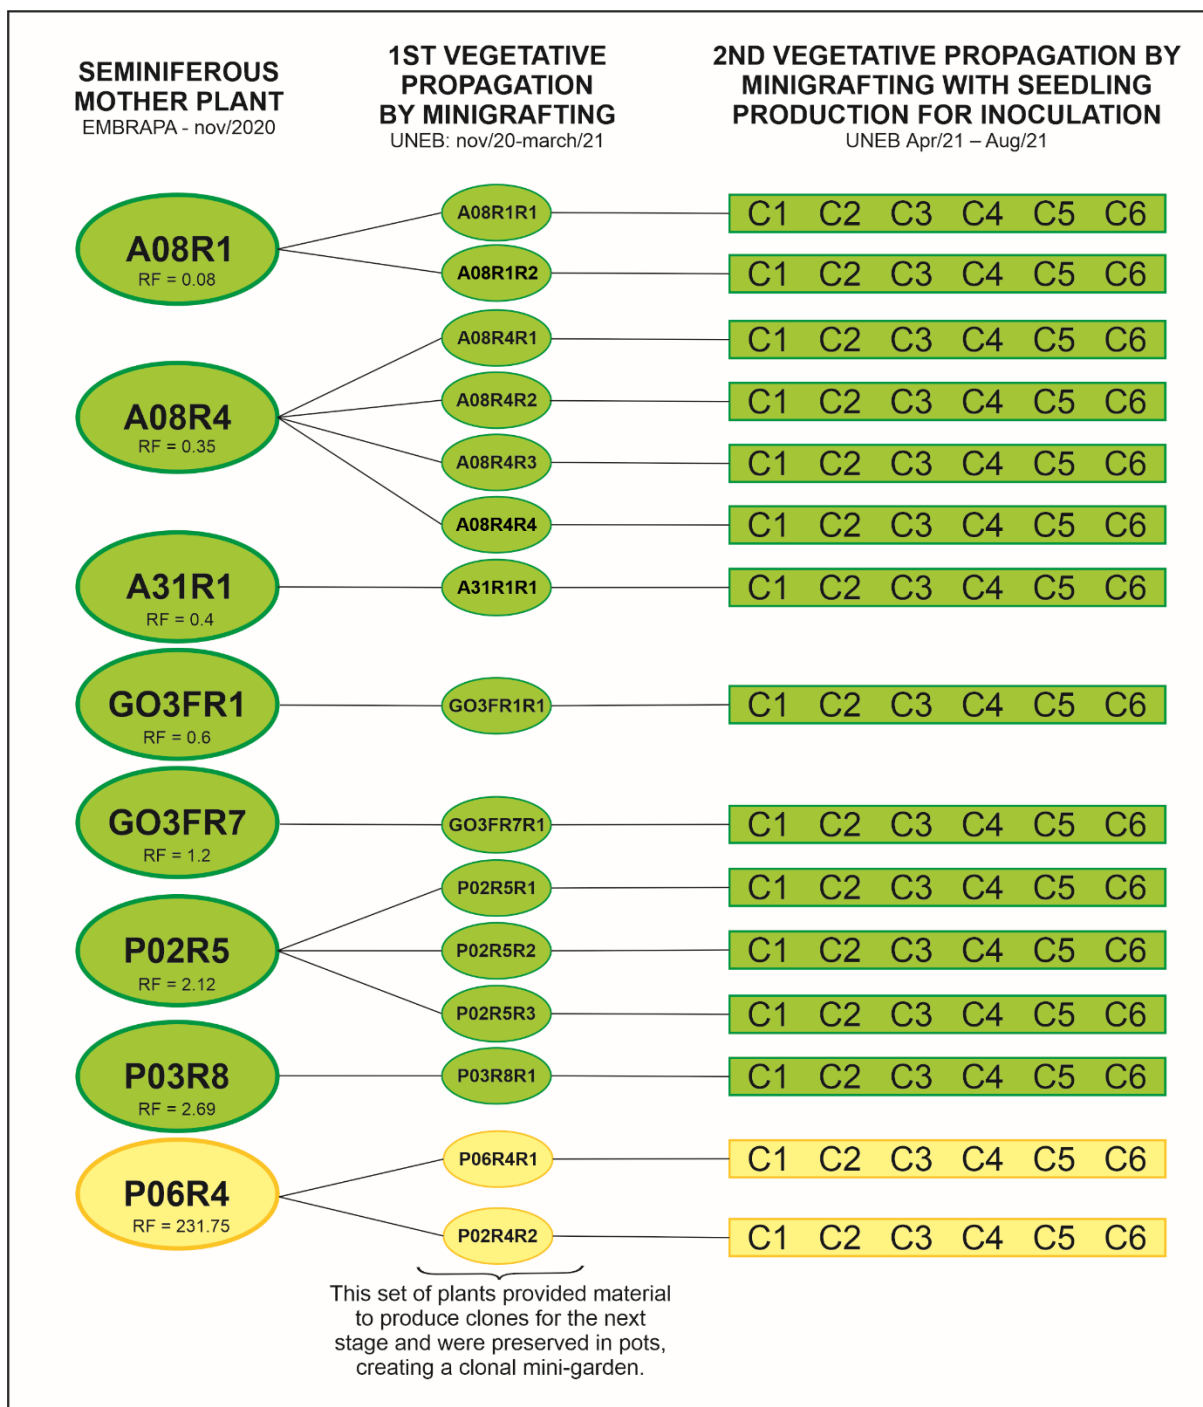 SEMINIFEROUS
MOTHER PLANT
EMBRAPA - nov/2020
1ST VEGETATIVE
PROPAGATION
BY MINIGRAFTING
UNEB: nov/20-march/21
2ND VEGETATIVE PROPAGATION BY
MINIGRAFTING WITH SEEDLING
PRODUCTION FOR INOCULATION
UNEB Apr/21 – Aug/21
A08R1
RF = 0.08
A08R1R1
C1 C2 C3 C4 C5 C6
A08R1R2
C1 C2 C3 C4 C5 C6
A08R4
RF = 0.35
A08R4R1
C1 C2 C3 C4 C5 C6
A08R4R2
C1 C2 C3 C4 C5 C6
A08R4R3
C1 C2 C3 C4 C5 C6
A08R4R4
C1 C2 C3 C4 C5 C6
A31R1
RF = 0.4
A31R1R1
C1 C2 C3 C4 C5 C6
GO3FR1
RF = 0.6
GO3FR1R1
C1 C2 C3 C4 C5 C6
GO3FR7
RF = 1.2
GO3FR7R1
C1 C2 C3 C4 C5 C6
P02R5
RF = 2.12
P02R5R1
C1 C2 C3 C4 C5 C6
P02R5R2
C1 C2 C3 C4 C5 C6
P02R5R3
C1 C2 C3 C4 C5 C6
P03R8
RF = 2.69
P03R8R1
C1 C2 C3 C4 C5 C6
P06R4
RF = 231.75
P06R4R1
C1 C2 C3 C4 C5 C6
P02R4R2
C1 C2 C3 C4 C5 C6
This set of plants provided material
to produce clones for the next
stage and were preserved in pots,
creating a clonal mini-garden.